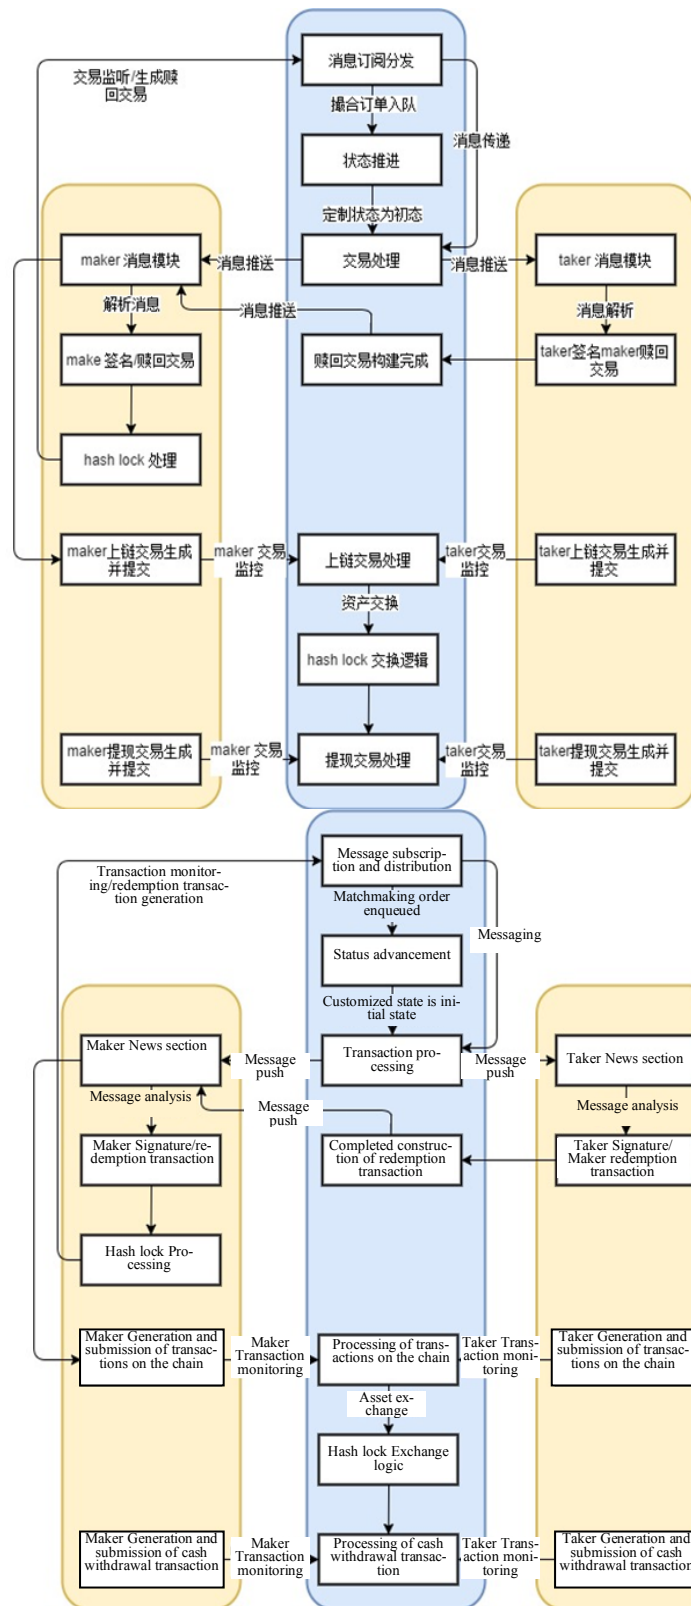 消息订阅分发
交易监听/生成赎
回交易
撮合订单入队
消息传递
状态推进
定制状态为初态
maker 消息模块
消息推送
交易处理
消息推送
taker 消息模块
解析消息
消息推送
消息解析
make 签名/赎回交易
赎回交易构建完成
taker签名maker赎回
交易
hash lock 处理
maker上链交易生成
并提交
maker 交易
监控
上链交易处理
taker交易
监控
taker上链交易生成并
提交
资产交换
hash lock 交换逻辑
maker提现交易生成
并提交
maker 交易
监控
提现交易处理
taker交易
监控
taker提现交易生成并
提交
Message subscrip-
tion and distribution
Transaction monitor-
ing/redemption transac-
tion generation
Matchmaking order
enqueued
Messaging
Status advancement
Customized state is ini-
tial state
Maker News section
Message
push
Transaction pro-
cessing
Message
push
Taker News section
Message analysis
Message
push
Message analysis
Maker Signature/re-
demption transaction
Completed construc-
tion of redemption
transaction
Taker Signature/
Maker redemption
transaction
Hash lock Pro-
cessing
Maker Generation and
submission of transac-
tions on the chain
Maker
Transaction
monitoring
Processing of trans-
actions on the chain
Taker Trans-
action moni-
toring
Taker Generation and
submission of transac-
tions on the chain
Asset ex-
change
Hash lock Exchange
logic
Maker Generation and
submission of cash
withdrawal transaction
Maker
Transaction
monitoring
Processing of cash
withdrawal transac-
tion
Taker Trans-
action moni-
toring
Taker Generation and
submission of cash
withdrawal transaction